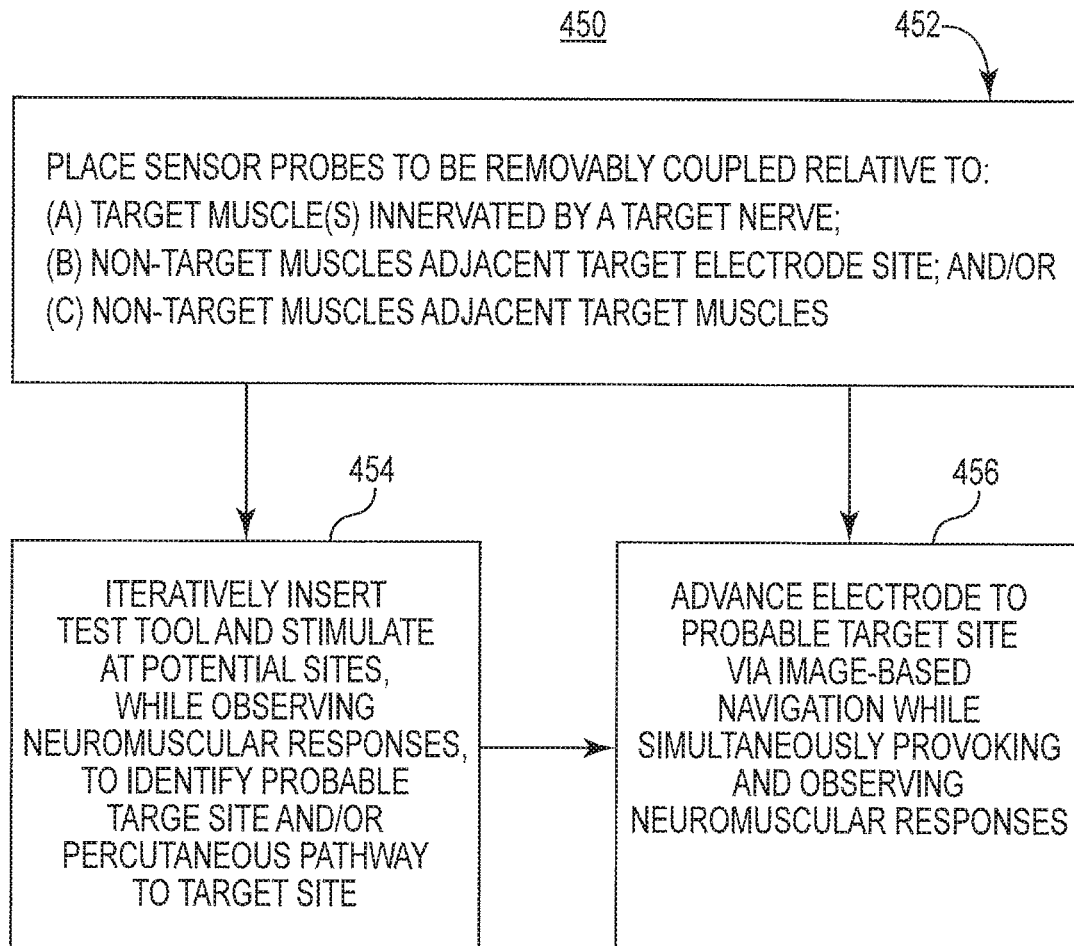 450
452
PLACE SENSOR PROBES TO BE REMOVABLY COUPLED RELATIVE TO:
(A) TARGET MUSCLE(S) INNERVATED BY A TARGET NERVE;
(B) NON-TARGET MUSCLES ADJACENT TARGET ELECTRODE SITE; AND/OR
(C) NON-TARGET MUSCLES ADJACENT TARGET MUSCLES
454
ITERATIVELY INSERT
TEST TOOL AND STIMULATE
AT POTENTIAL SITES,
WHILE OBSERVING
NEUROMUSCULAR RESPONSES,
TO IDENTIFY PROBABLE
TARGE SITE AND/OR
PERCUTANEOUS PATHWAY
TO TARGET SITE
456
ADVANCE ELECTRODE TO
PROBABLE TARGET SITE
VIA IMAGE-BASED
NAVIGATION WHILE
SIMULTANEOUSLY PROVOKING
AND OBSERVING
NEUROMUSCULAR RESPONSES